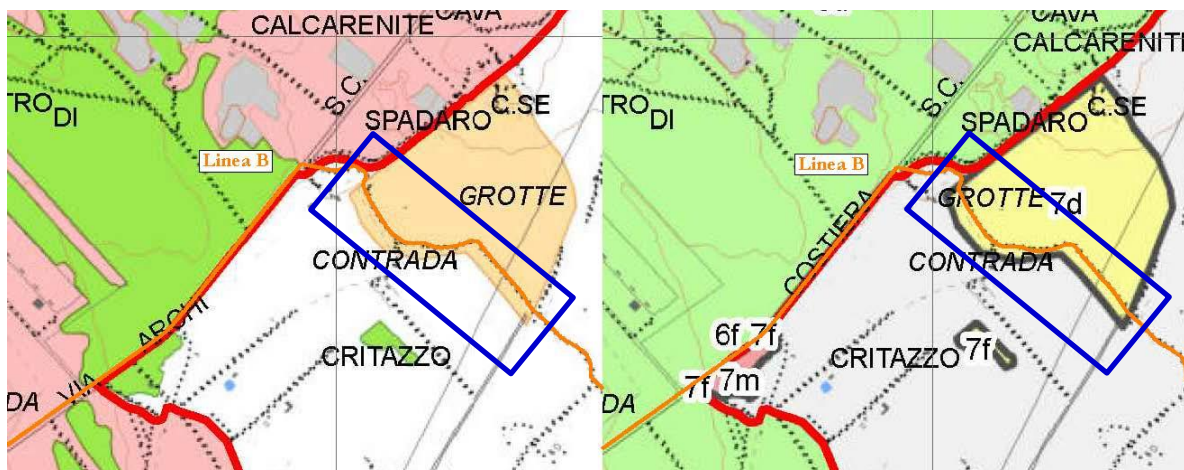 CALCARENITE
CAVA
S.C.
TRO DI
SPADARO
C.SE
Linea B
GROTTE
CONTRADA
ARCHI
VIA
CRITAZZO
DA
CAVA
CALCARENITE
S.C.
TRO DI
SPADARO
C.SE
Linea B
GROTTE
7d
COSTIERA
CONTRADA
6f 7f
CRITAZZO
7f
7f 7m
DA